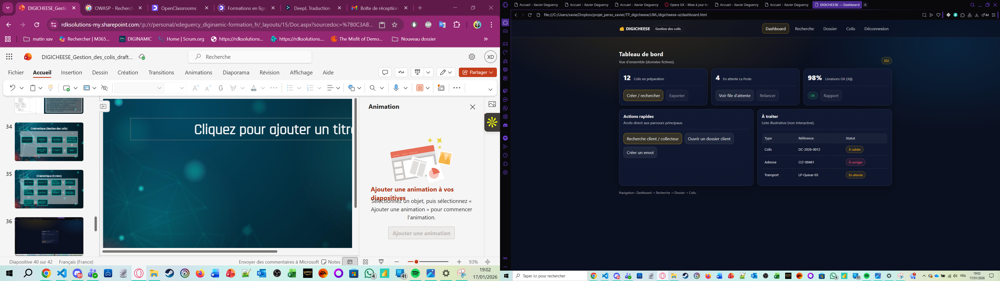 DIGICHEESE_Gestio
OWASP - Recherch
OpenClassrooms
Formations en lign
DeepL Traduction
Boîte de réception
rdksolutions-my.sharepoint.com/:p:/r/personal/xdeguercy_diginamic-formation_fr/_layouts/15/Doc.aspx?sourcedoc=%7B0C3AB...
matin xav
Rechercher | M365...
DIGINAMIC
Home | Scrum.org
https://rdksolutions...
https://rdksolutions....
The Misfit of Demo...
Nouveau dossier
DIGICHEESE_Gestion_des_colis_draft...
Recherche
XD
Fichier Accueil Insertion Dessin Création Transitions Animations Diaporama Révision Affichage Aide
Partager
34
Cinématique (Gestion des colis)
35
Cinématique (Ecrans)
36
Cliquez pour ajouter un titre
Animation
Ajouter une animation à vos diapositives
Sélectionnez un objet, puis sélectionnez «
Ajouter une animation » pour commencer
l'animation.
Ajouter une animation
Diapositive 40 sur 42 Français (France)
Envoyer des commentaires à Microsoft Notes
93%
19:02
17/01/2026
Accueil - Xavier Deguercy
Accueil - Xavier Deguercy
Accueil - Xavier Deguercy
Opera GX - Mise à jour ter
Accueil - Xavier Deguercy
Accueil - Xavier Deguercy
DIGICHEESE — Dashboard
file:///C:/Users/xavie/Dropbox/projet_perso_xavier/TP_digicheese/UML/digicheese-ui/dashboard.html
AI
DIGICHEESE Gestion des colis
Dashboard Recherche Dossier Colis Déconnexion
Tableau de bord
Vue d'ensemble (données fictives).
E02
12 Colis en préparation
Créer / rechercher Exporter
4 En attente La Poste
Voir file d'attente Relancer
98% Livraisons OK (30j)
OK Rapport
Actions rapides
Accès direct aux parcours principaux.
Recherche client / collecteur Ouvrir un dossier client
Créer un envoi
À traiter
Liste illustrative (non interactive).
Type Référence Statut
Colis DC-2026-0012 À valider
Adresse CLT-00481 À corriger
Transport LP-Queue-03 En attente
Navigation : Dashboard → Recherche → Dossier → Colis.
GX
Taper ici pour rechercher
FRA
19:02
17/01/2026